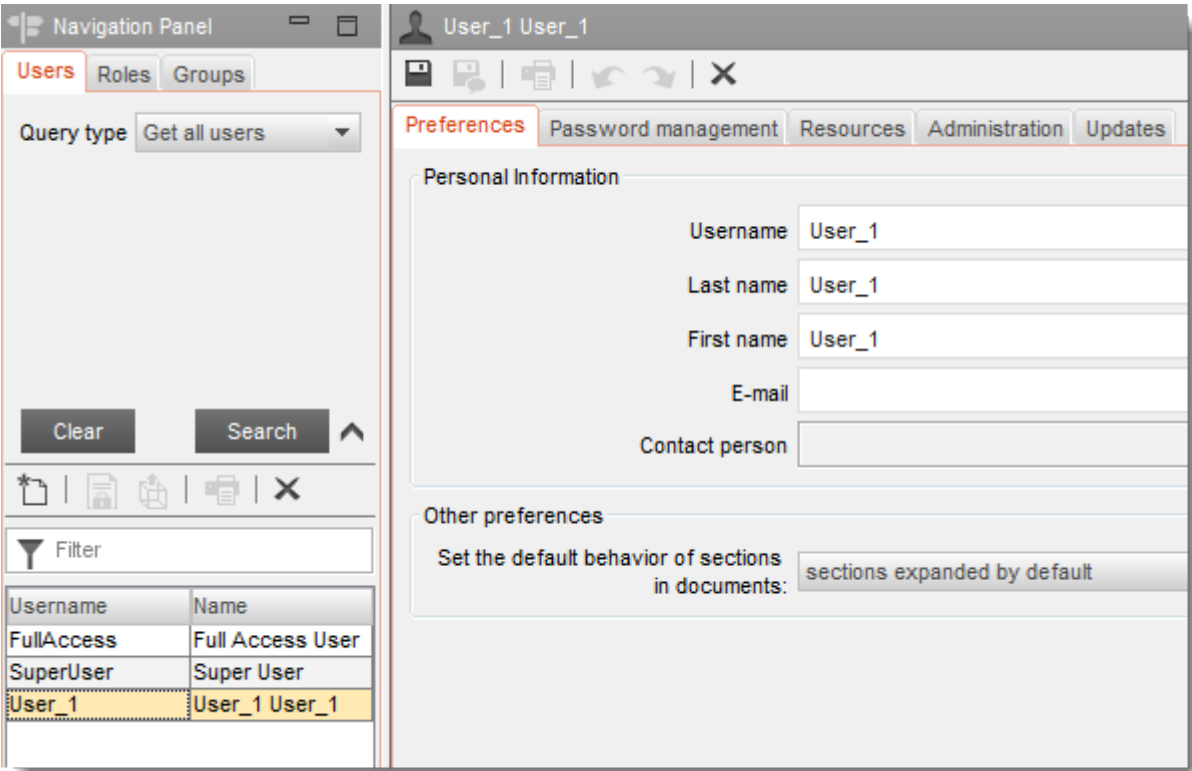 Navigation Panel
Users Roles Groups
Query type Get all users
Clear Search
Filter
Username Name
FullAccess Full Access User
SuperUser Super User
User_1 User_1 User_1
User_1 User_1
Preferences Password management Resources Administration Updates
Personal Information
Username User_1
Last name User_1
First name User_1
E-mail
Contact person
Other preferences
Set the default behavior of sections
in documents: sections expanded by default